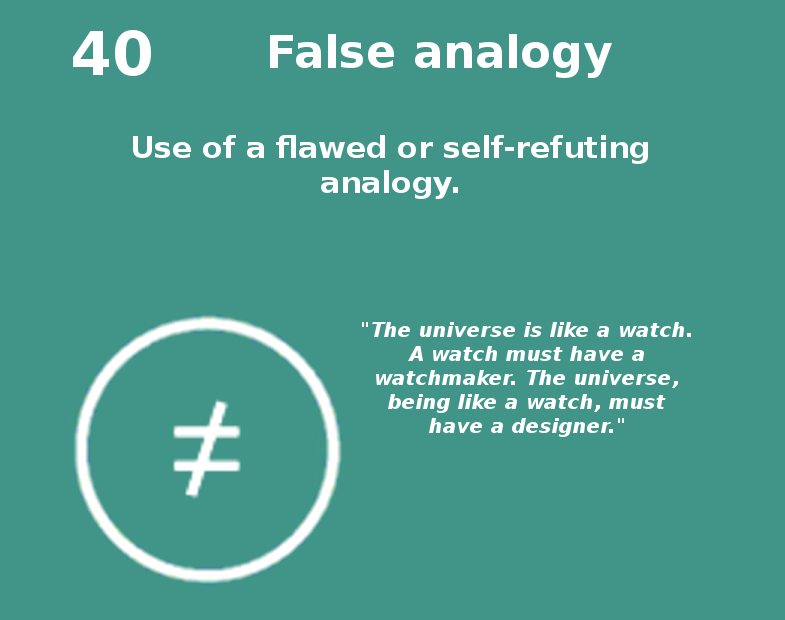 40 False analogy
Use of a flawed or self-refuting
analogy.
"The universe is like a watch.
A watch must have a
watchmaker. The universe,
being like a watch, must
have a designer."
≠